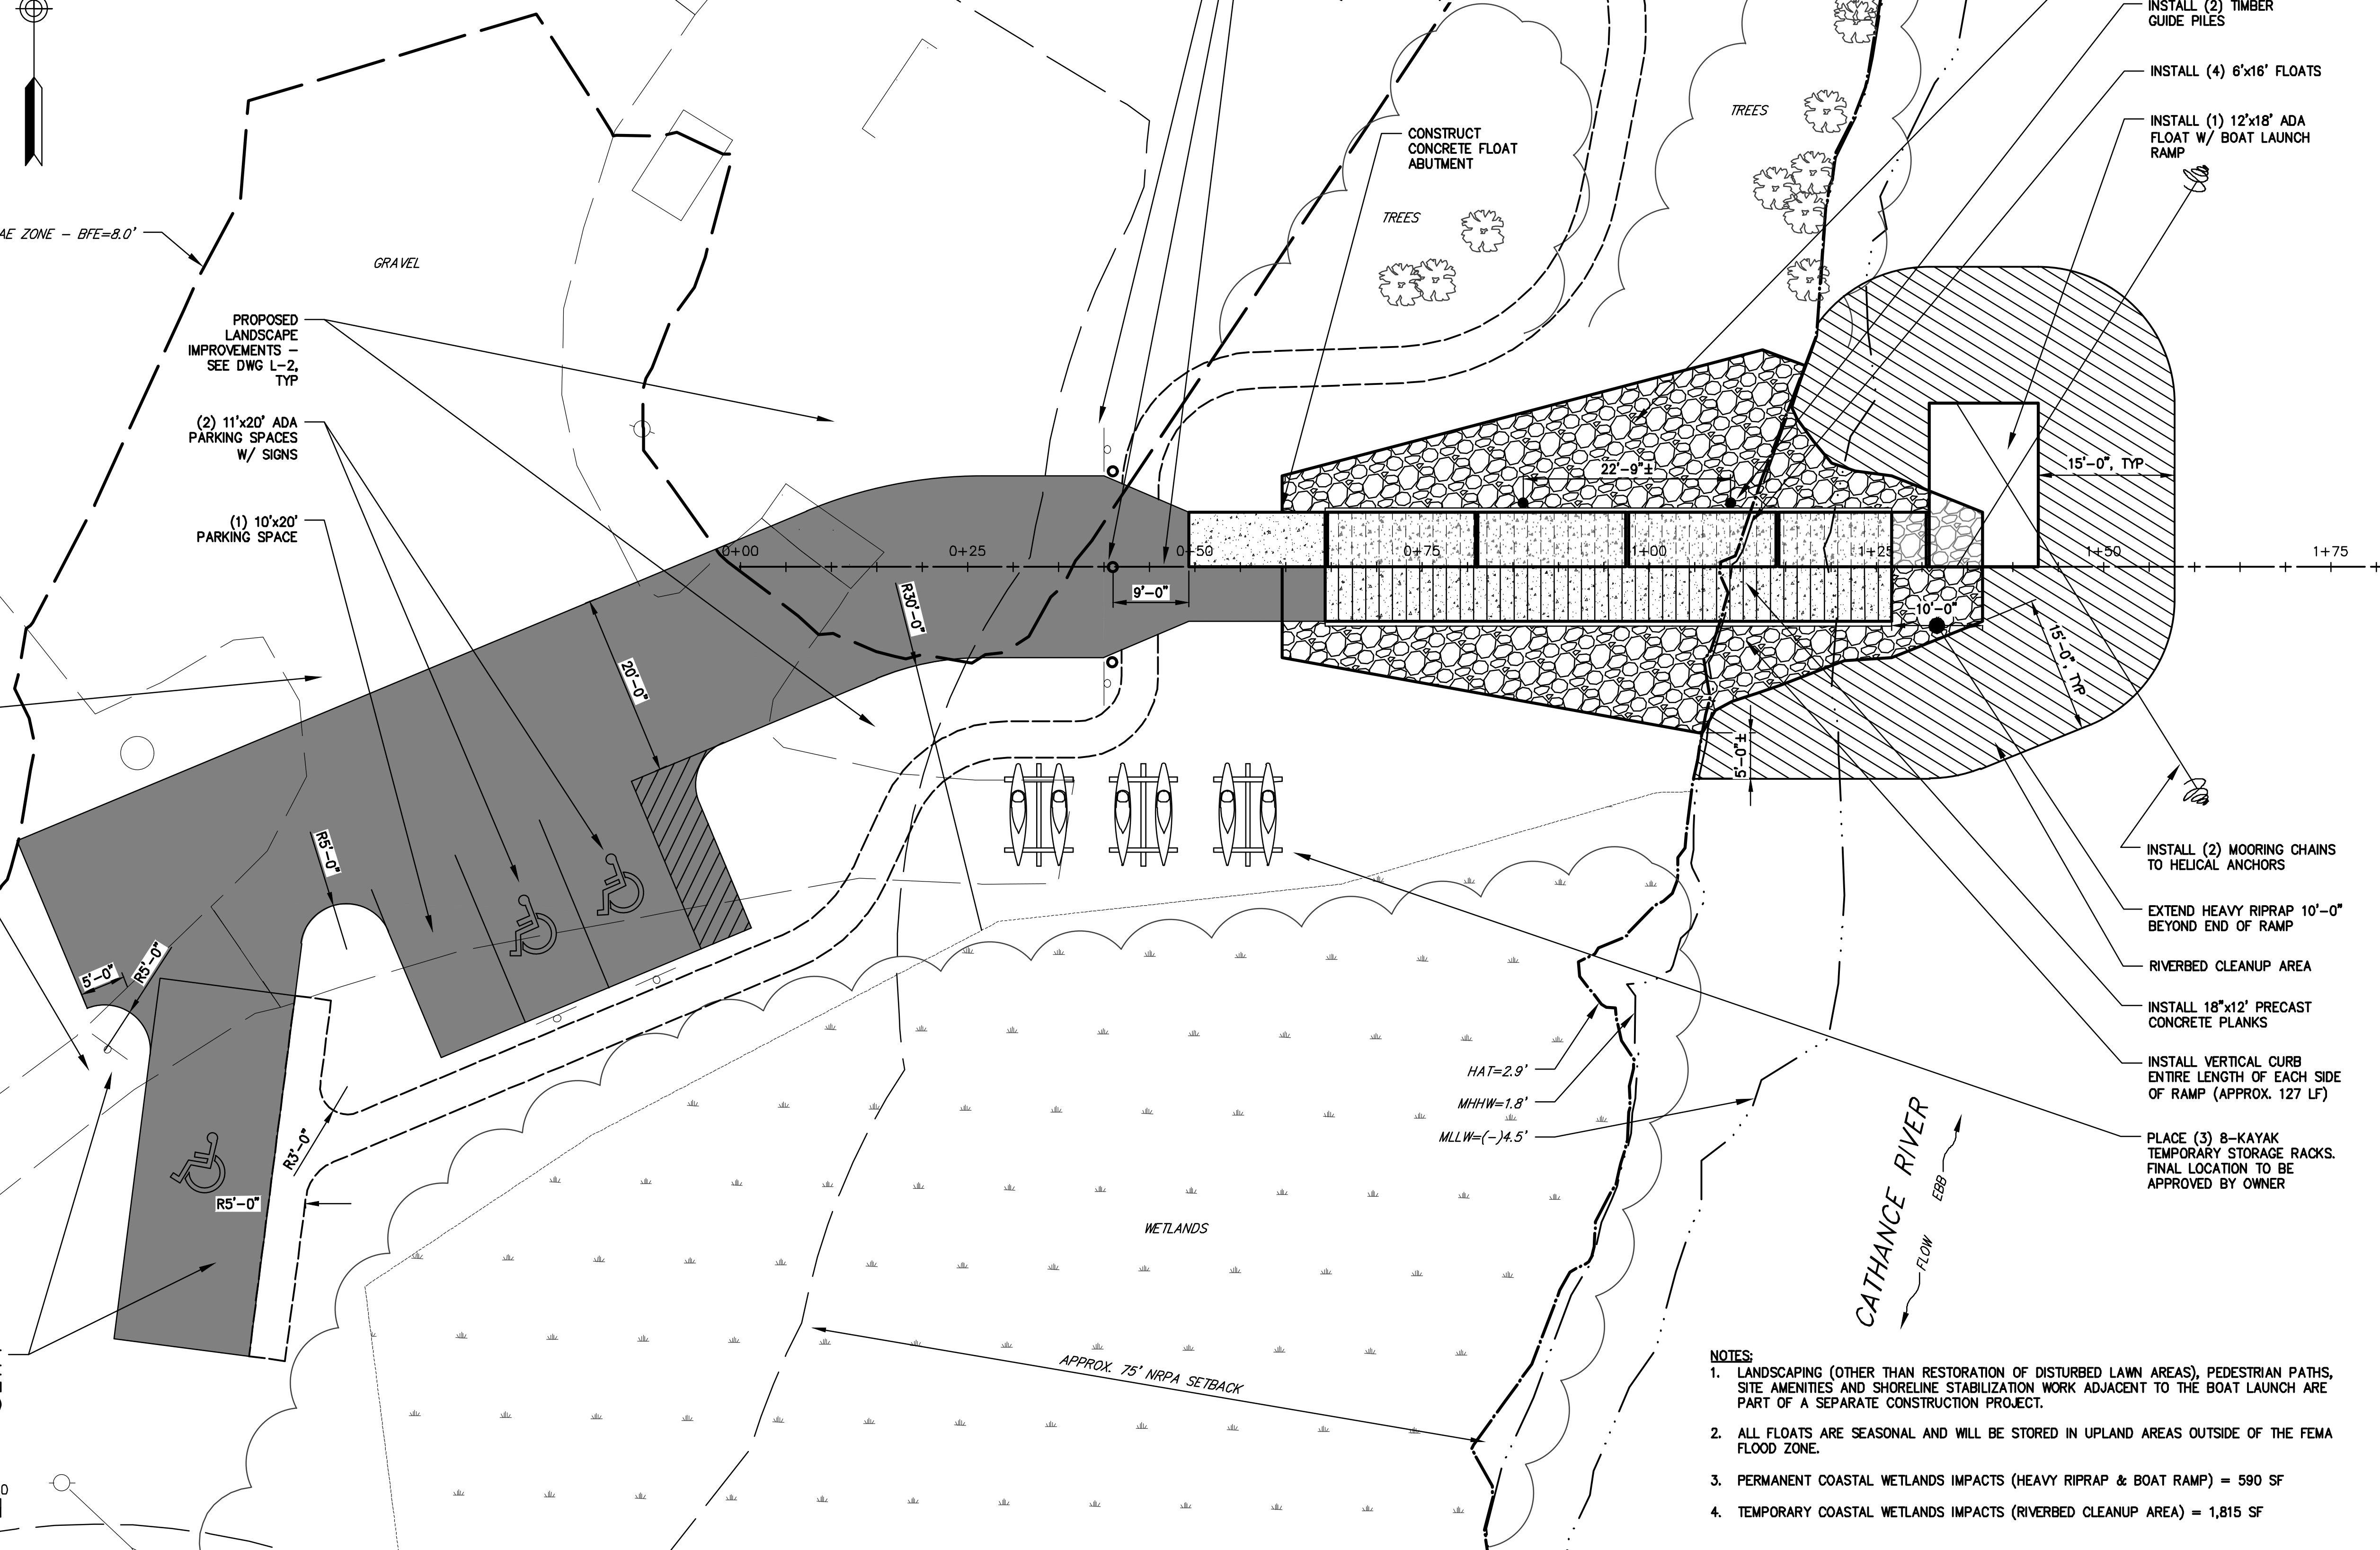 INSTALL (2) TIMBER
GUIDE PILES
INSTALL (4) 6'x16' FLOATS
INSTALL (1) 12'x18' ADA
FLOAT W/ BOAT LAUNCH
RAMP
TREES
CONSTRUCT
CONCRETE FLOAT
ABUTMENT
TREES
AE ZONE - BFE=8.0'
GRAVEL
PROPOSED
LANDSCAPE
IMPROVEMENTS -
SEE DWG L-2,
TYP
(2) 11'x20' ADA
PARKING SPACES
W/ SIGNS
(1) 10'x20'
PARKING SPACE
22'-9"±
15'-0", TYP
0+00
0+25
0+50
0+75
1+00
1+25
1+50
1+75
9'-0"
R30'-0"
10'-0"
15'-0", TYP
20'-0"
5'-0"±
R5'-0"
R5'-0"
5'-0"
INSTALL (2) MOORING CHAINS
TO HELICAL ANCHORS
EXTEND HEAVY RIPRAP 10'-0"
BEYOND END OF RAMP
RIVERBED CLEANUP AREA
INSTALL 18"x12' PRECAST
CONCRETE PLANKS
INSTALL VERTICAL CURB
ENTIRE LENGTH OF EACH SIDE
OF RAMP (APPROX. 127 LF)
PLACE (3) 8-KAYAK
TEMPORARY STORAGE RACKS.
FINAL LOCATION TO BE
APPROVED BY OWNER
HAT=2.9'
MHHW=1.8'
MLLW=(-)4.5'
R3'-0"
R5'-0"
WETLANDS
CATHANCE RIVER
EBB
FLOW
APPROX. 75' NRPA SETBACK
NOTES:
1. LANDSCAPING (OTHER THAN RESTORATION OF DISTURBED LAWN AREAS), PEDESTRIAN PATHS,
SITE AMENITIES AND SHORELINE STABILIZATION WORK ADJACENT TO THE BOAT LAUNCH ARE
PART OF A SEPARATE CONSTRUCTION PROJECT.
2. ALL FLOATS ARE SEASONAL AND WILL BE STORED IN UPLAND AREAS OUTSIDE OF THE FEMA
FLOOD ZONE.
3. PERMANENT COASTAL WETLANDS IMPACTS (HEAVY RIPRAP & BOAT RAMP) = 590 SF
4. TEMPORARY COASTAL WETLANDS IMPACTS (RIVERBED CLEANUP AREA) = 1,815 SF